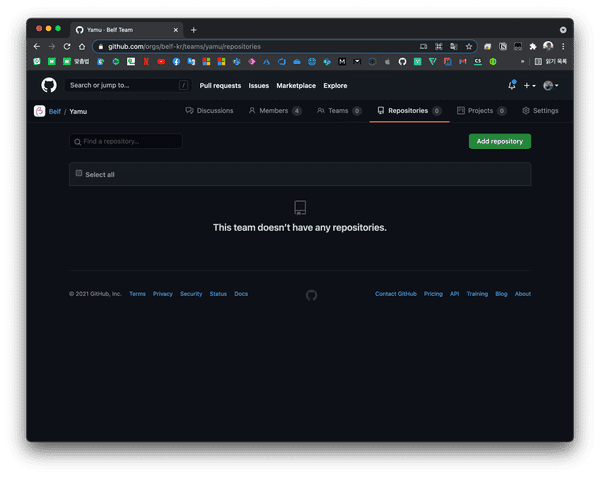 Yamu · Belf Team
github.com/orgs/belf-kr/teams/yamu/repositories
맞춤법
읽기 목록
Search or jump to...
/
Pull requests
Issues
Marketplace
Explore
Belf / Yamu
Discussions
Members 4
Teams 0
Repositories 0
Projects 0
Settings
Find a repository...
Add repository
Select all
This team doesn't have any repositories.
© 2021 GitHub, Inc.
Terms
Privacy
Security
Status
Docs
Contact GitHub
Pricing
API
Training
Blog
About